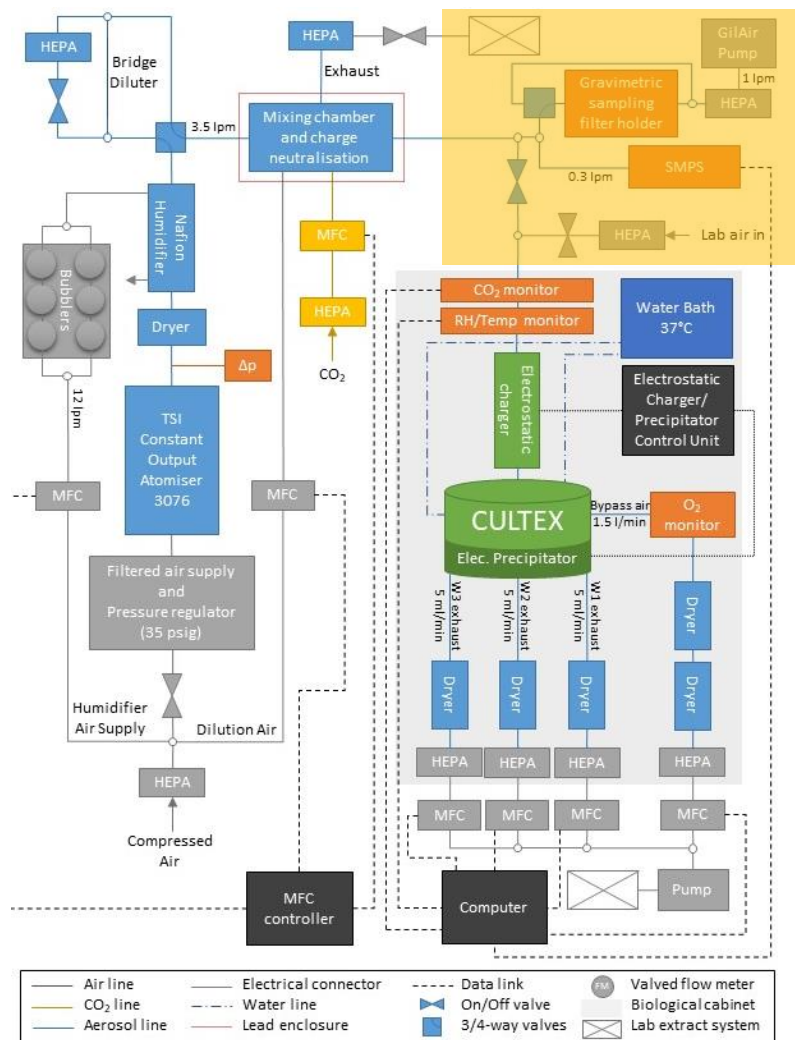 HEPA
Bridge
Diluter
3.5 lpm
HEPA
Exhaust
Mixing chamber
and charge
neutralisation
GilAir
Pump
1 lpm
HEPA
Gravimetric
sampling
filter holder
SMPS
0.3 lpm
HEPA
Lab air in
Nafion
Humidifier
Bubblers
Dryer
Δp
12 lpm
TSI
Constant
Output
Atomiser
3076
MFC
HEPA
CO2
MFC
MFC
Filtered air supply
and
Pressure regulator
(35 psig)
Humidifier
Air Supply
Dilution Air
HEPA
Compressed
Air
MFC
controller
CO2 monitor
RH/Temp monitor
Water Bath
37°C
Electrostatic
charger
Electrostatic
Charger/
Precipitator
Control Unit
CULTEX
Elec. Precipitator
Bypass air
1.5 l/min
O2
monitor
W3 exhaust
5 ml/min
W2 exhaust
5 ml/min
W1 exhaust
5 ml/min
Dryer
Dryer
Dryer
Dryer
Dryer
HEPA
HEPA
HEPA
HEPA
MFC
MFC
MFC
MFC
Computer
Pump
Air line
Electrical connector
Data link
FM
Valved flow meter
CO2 line
Water line
On/Off valve
Biological cabinet
Aerosol line
Lead enclosure
3/4-way valves
Lab extract system